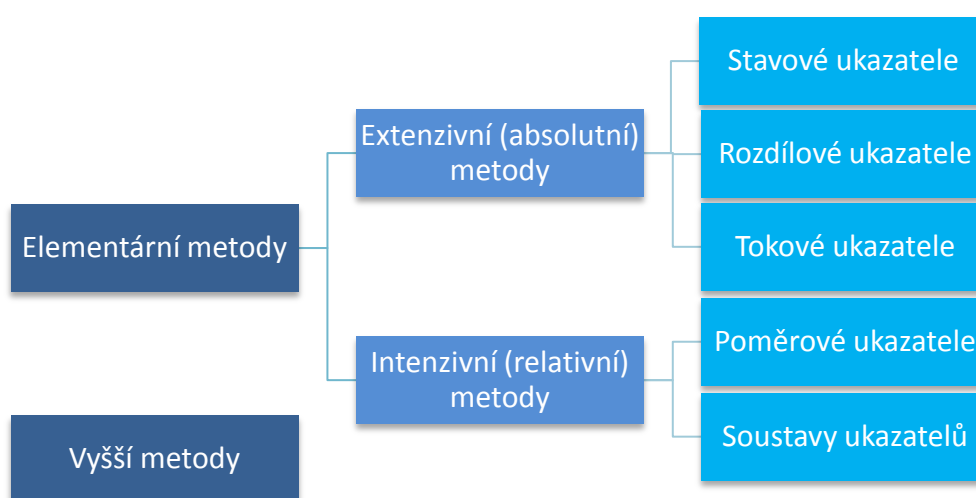 Stavové ukazatele
Extenzivní (absolutní)
metody
Rozdílové ukazatele
Elementární metody
Tokové ukazatele
Intenzivní (relativní)
metody
Poměrové ukazatele
Vyšší metody
Soustavy ukazatelů